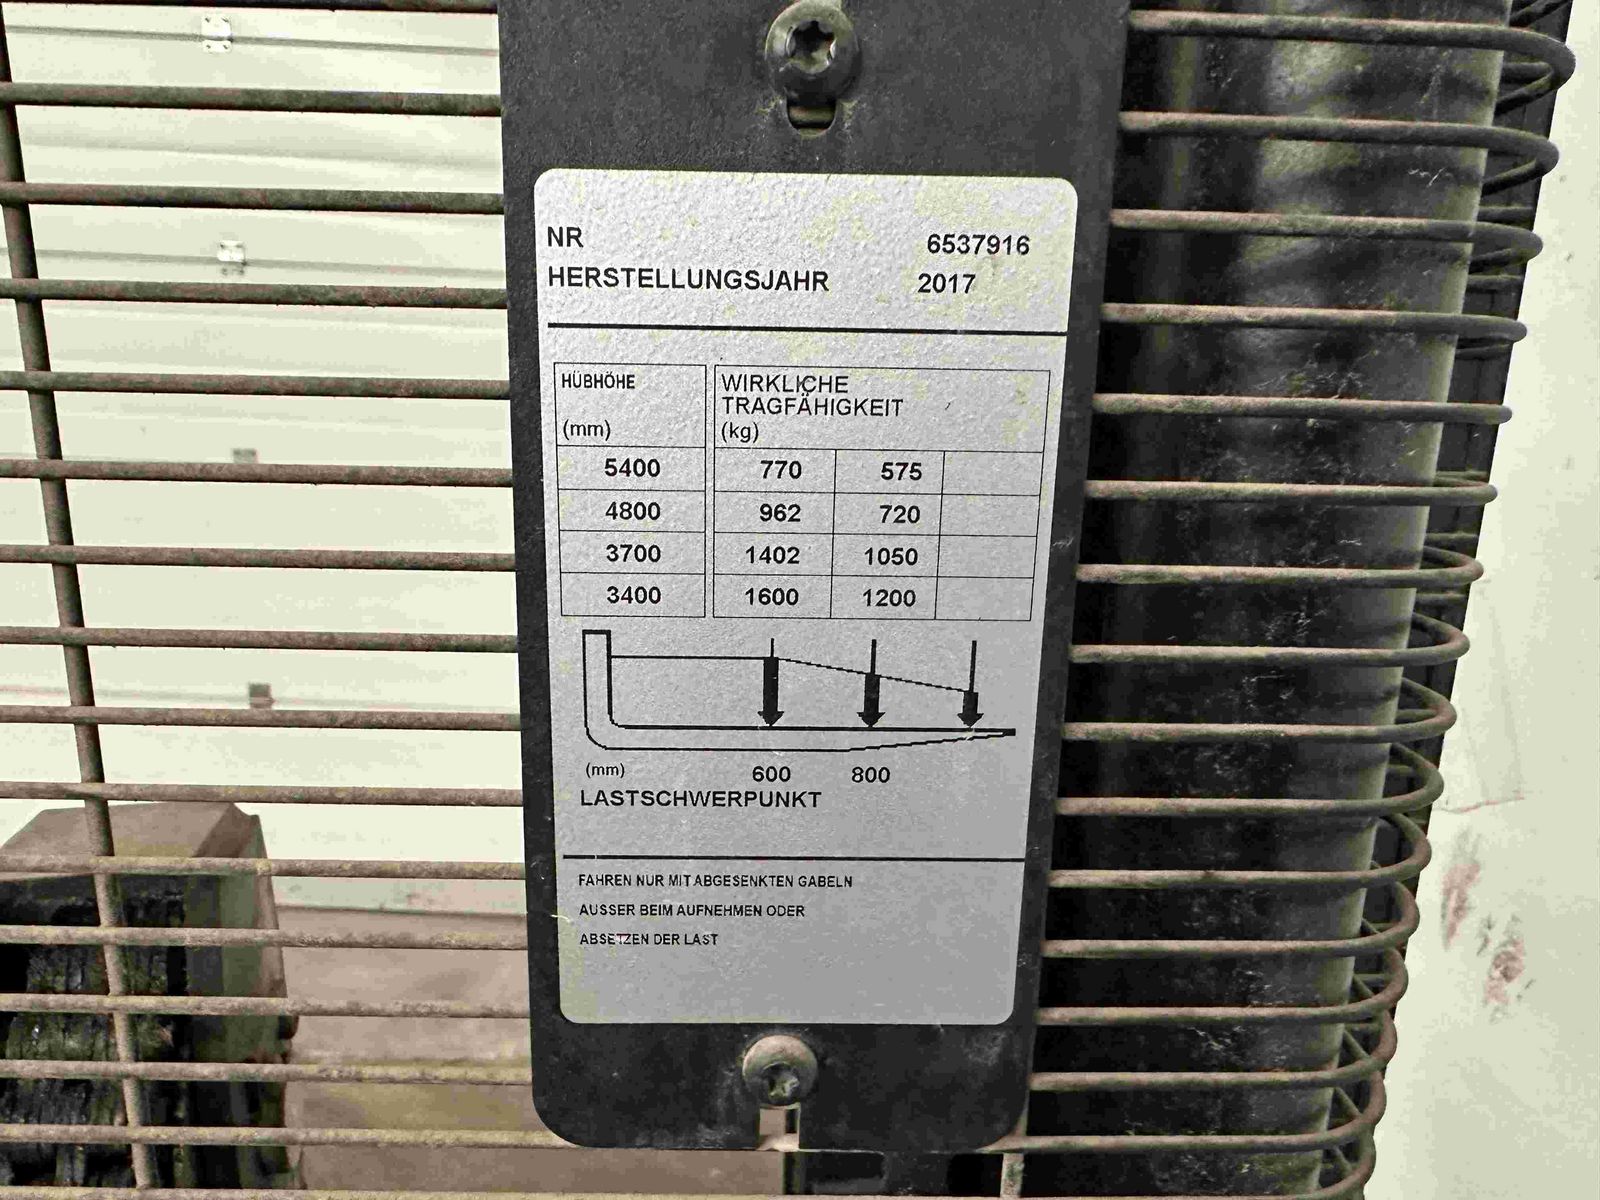 NR 6537916
HERSTELLUNGSJAHR 2017
HÜBHÖHE
(mm)
WIRKLICHE
TRAGFÄHIGKEIT
(kg)
5400 770 575
4800 962 720
3700 1402 1050
3400 1600 1200
(mm) 600 800
LASTSCHWERPUNKT
FAHREN NUR MIT ABGESENKTEN GABELN
AUSSER BEIM AUFNEHMEN ODER
ABSETZEN DER LAST